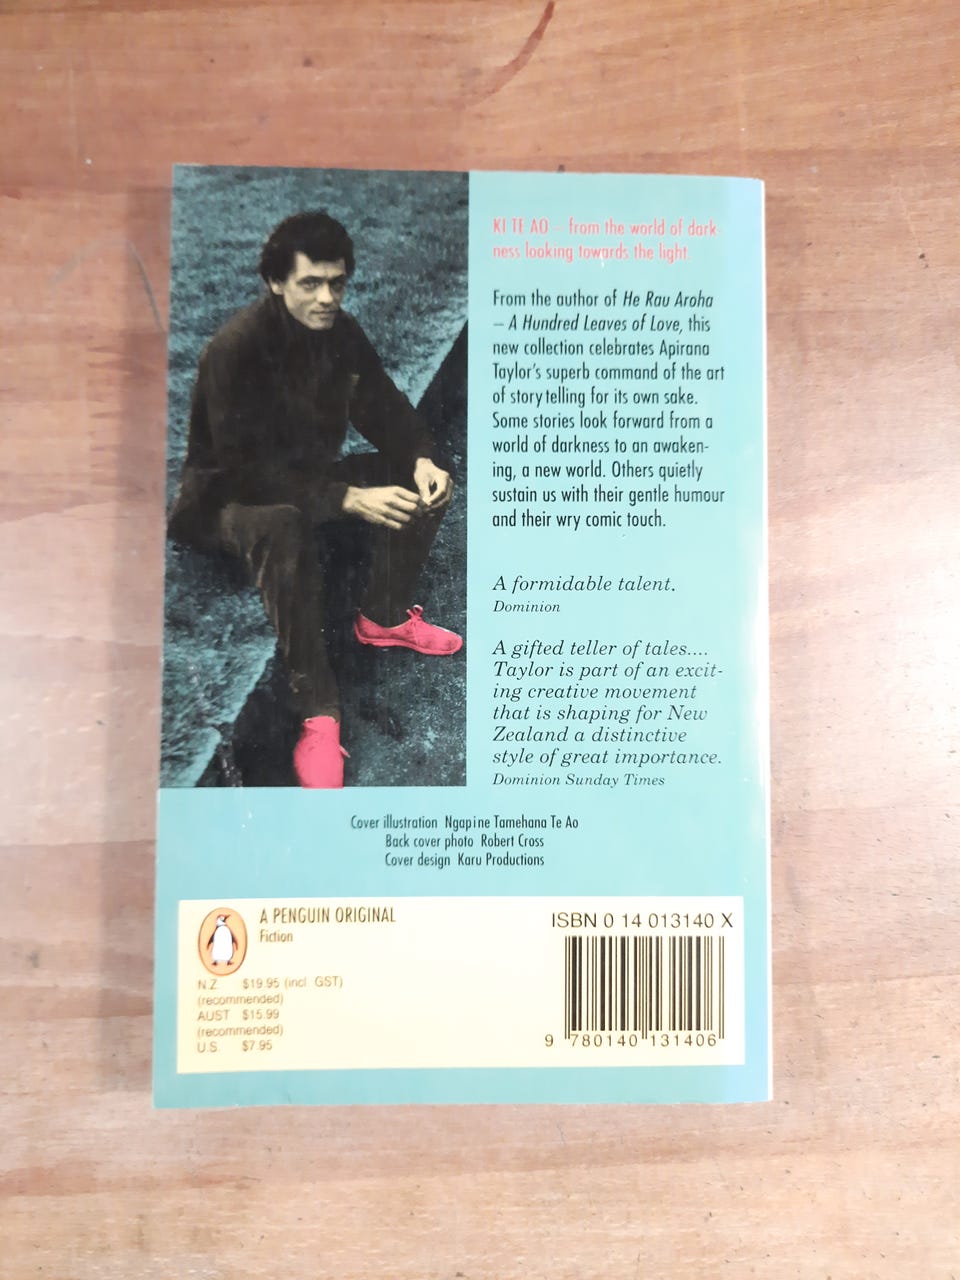 KI TE AO – from the world of dark-
ness looking towards the light.
From the author of He Rau Aroha
– A Hundred Leaves of Love, this
new collection celebrates Apirana
Taylor's superb command of the art
of story telling for its own sake.
Some stories look forward from a
world of darkness to an awaken-
ing, a new world. Others quietly
sustain us with their gentle humour
and their wry comic touch.
A formidable talent.
Dominion
A gifted teller of tales....
Taylor is part of an excit-
ing creative movement
that is shaping for New
Zealand a distinctive
style of great importance.
Dominion Sunday Times
Cover illustration Ngapine Tamehana Te Ao
Back cover photo Robert Cross
Cover design Karu Productions
A PENGUIN ORIGINAL
Fiction
N.Z. $19.95 (incl. GST)
(recommended)
AUST $15.99
(recommended)
U.S. $7.95
ISBN 0 14 013140 X
9 780140 131406